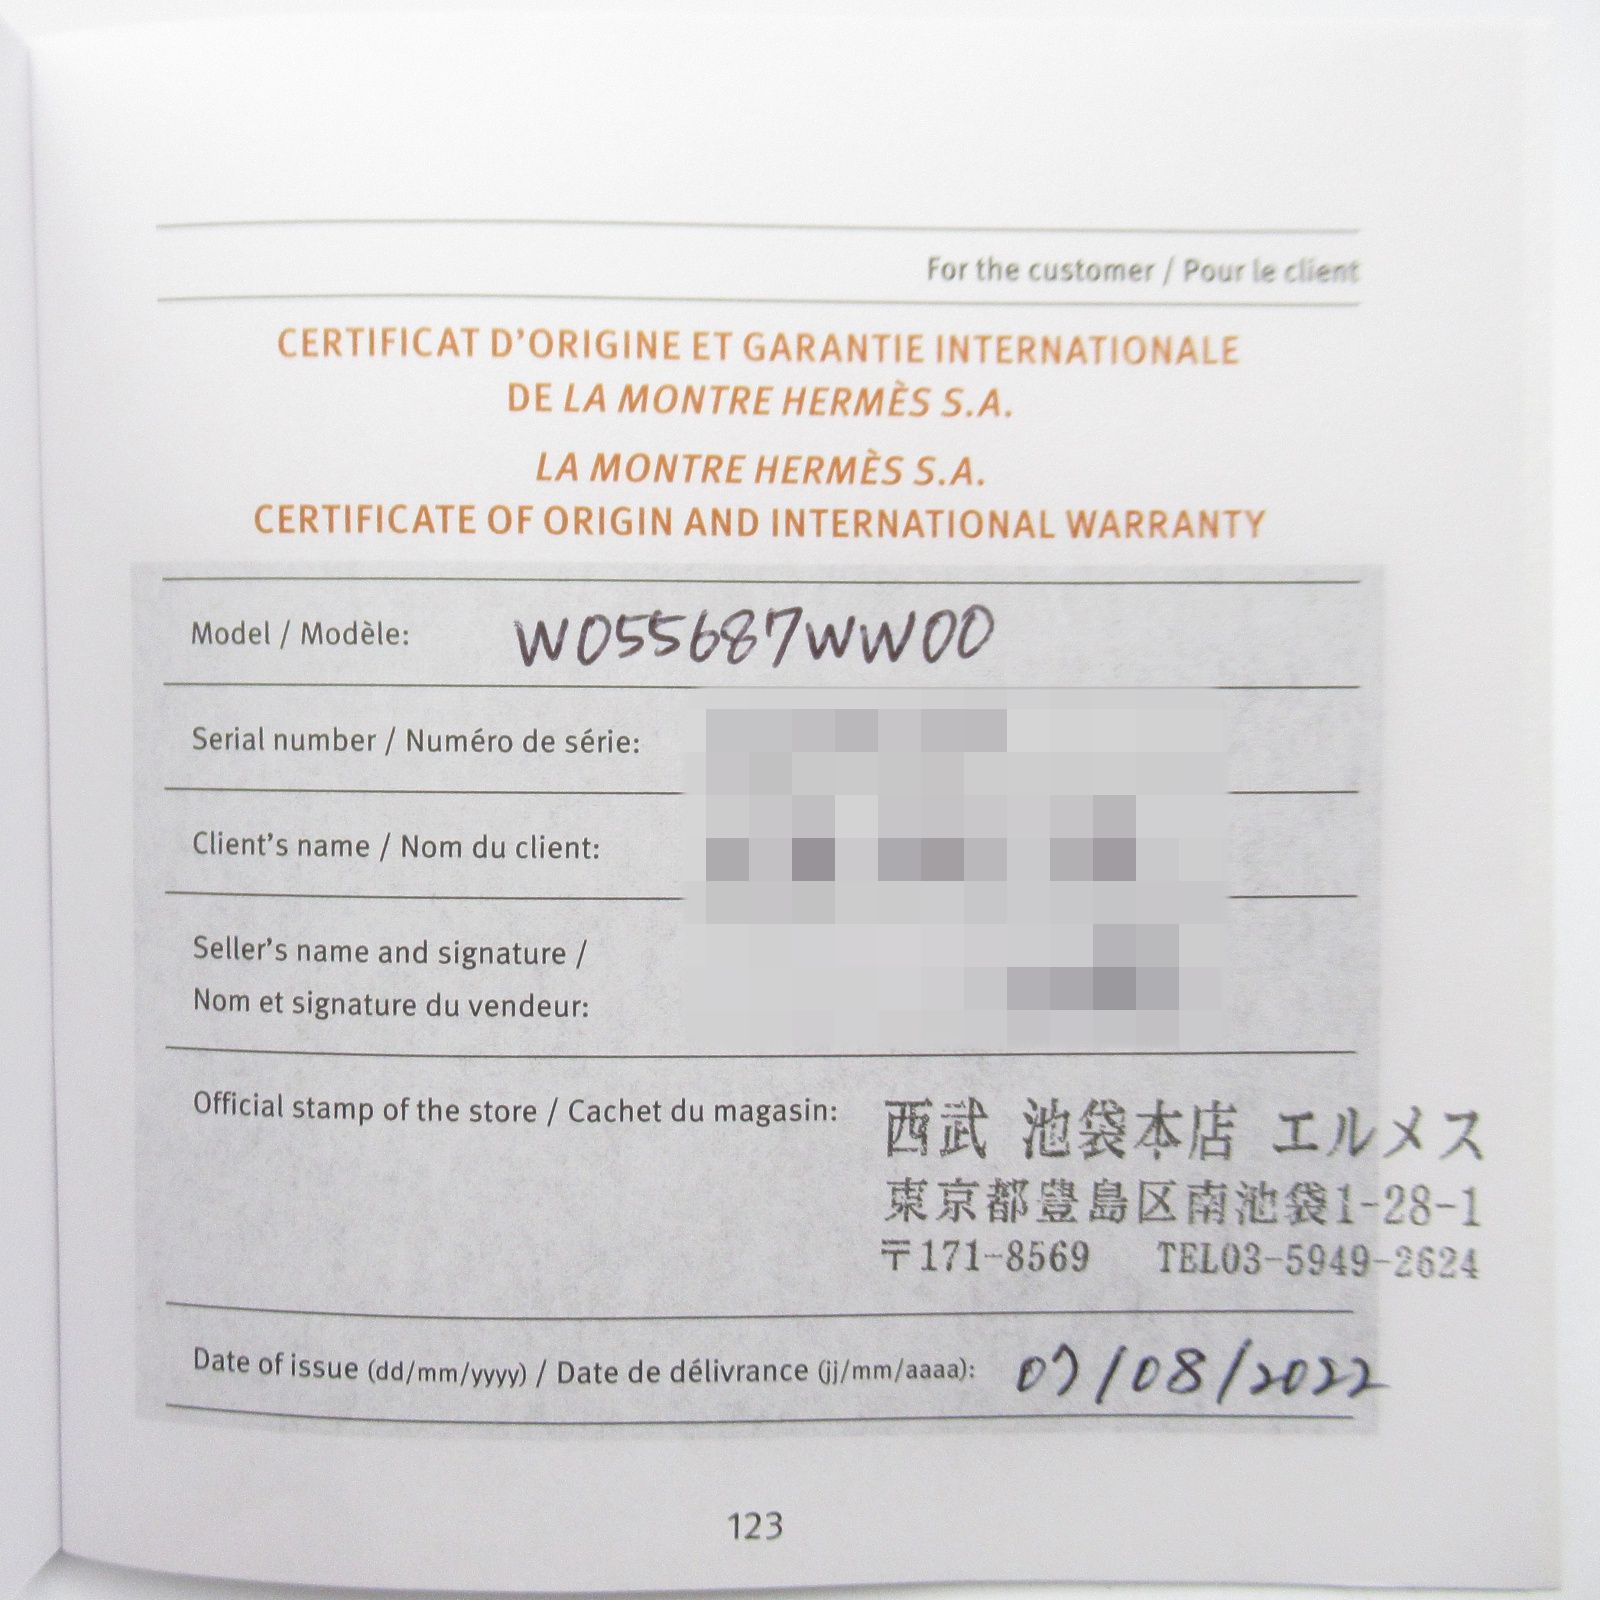 For the customer / Pour le client
CERTIFICAT D'ORIGINE ET GARANTIE INTERNATIONALE
DE LA MONTRE HERMÈS S.A.
LA MONTRE HERMÈS S.A.
CERTIFICATE OF ORIGIN AND INTERNATIONAL WARRANTY
Model / Modèle: W055687WW00
Serial number / Numéro de série:
Client's name / Nom du client:
Seller's name and signature /
Nom et signature du vendeur:
Official stamp of the store / Cachet du magasin: 西武 池袋本店 エルメス
東京都豊島区南池袋1-28-1
〒171-8569 TEL03-5949-2624
Date of issue (dd/mm/yyyy) / Date de délivrance (jj/mm/aaaa): 07/08/2022
123